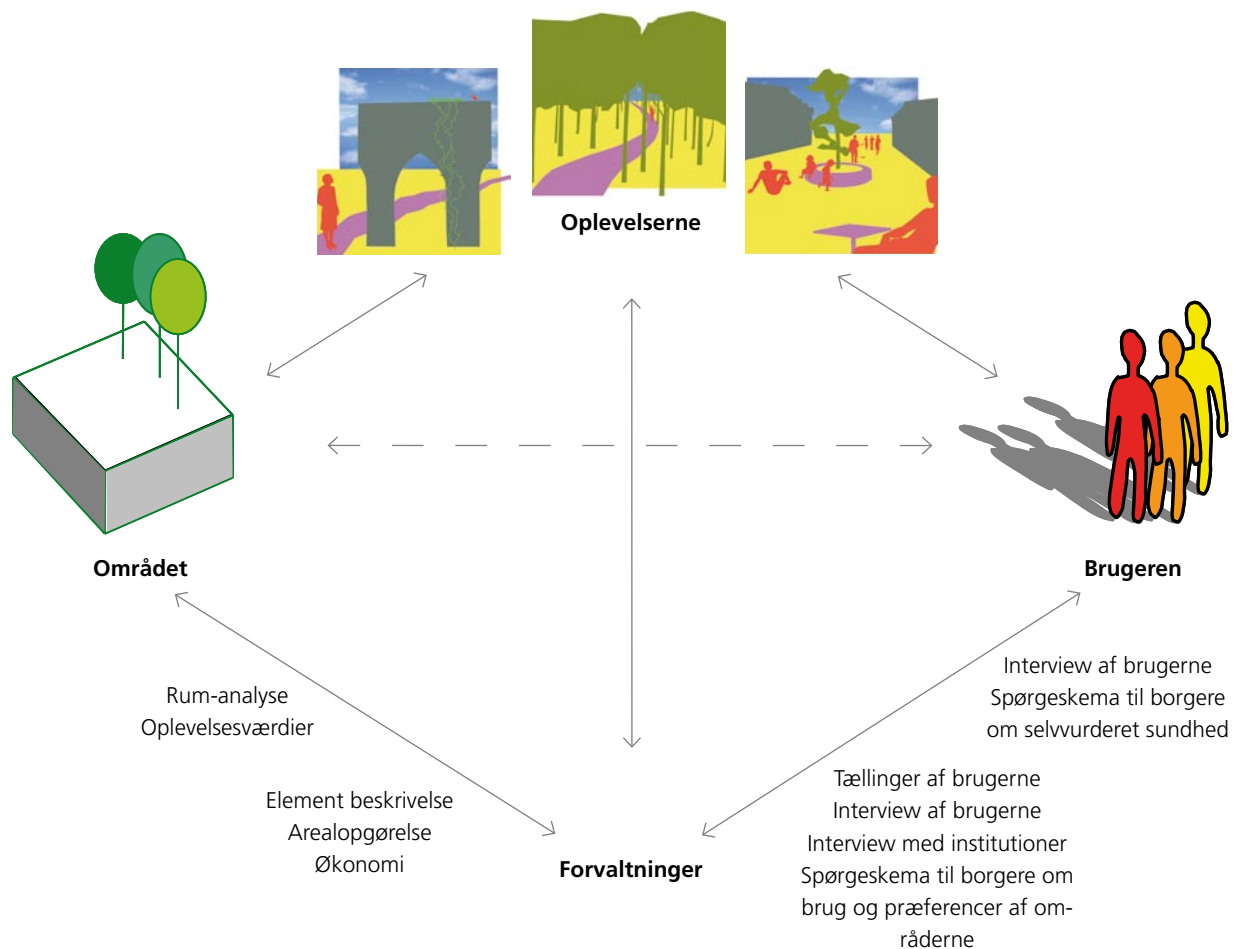 Oplevelserne
Området
Brugeren
Rum-analyse
Oplevelsesværdier
Element beskrivelse
Arealopgørelse
Økonomi
Forvaltninger
Interview af brugerne
Spørgeskema til borgere
om selvvurderet sundhed
Tællinger af brugerne
Interview af brugerne
Interview med institutioner
Spørgeskema til borgere om
brug og præferencer af om-
råderne